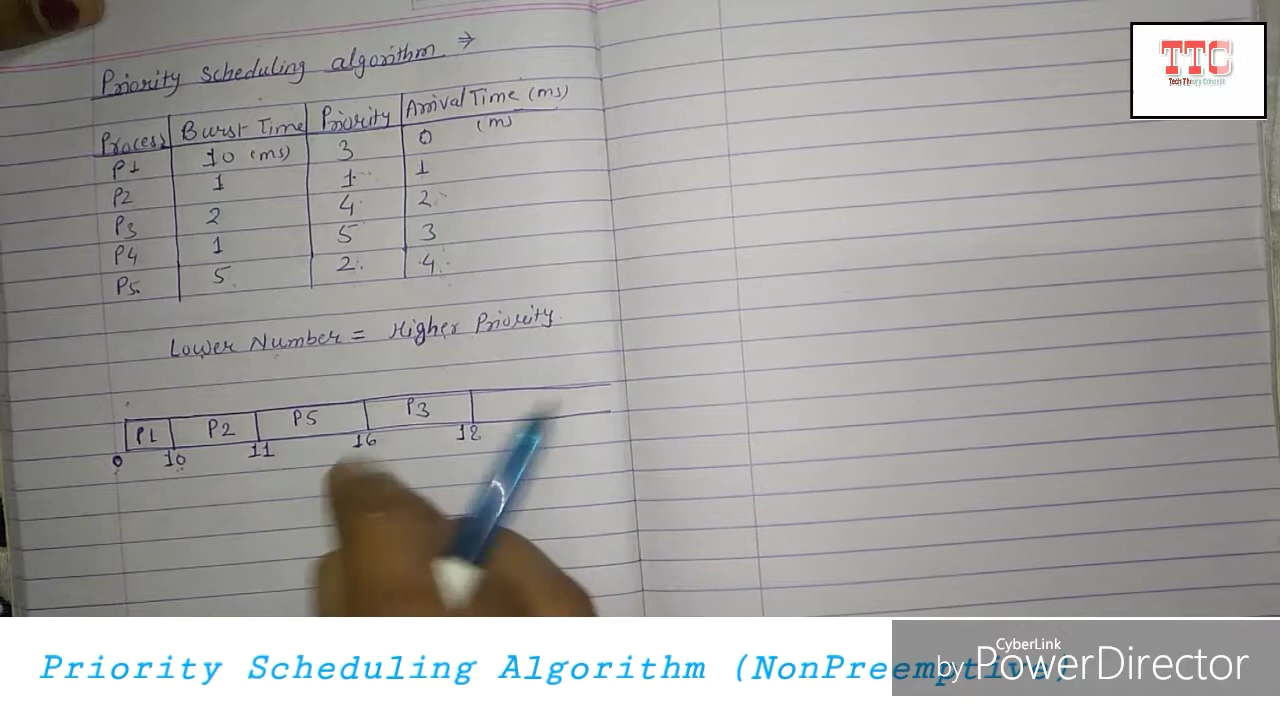 Priority scheduling algorithm →
Process Burst Time Priority Arrival Time (ms)
P1 10 (ms) 3 0 (ms
P2 1 1 1
P3 2 4 2
P4 1 5 3
P5 5 2 4
Lower Number = Higher Priority
P1 P2 P5 P3
0 10 11 16 18
TTC
Tech Theory Concept
Priority Scheduling Algorithm (NonPreemptive)
CyberLink
by PowerDirector